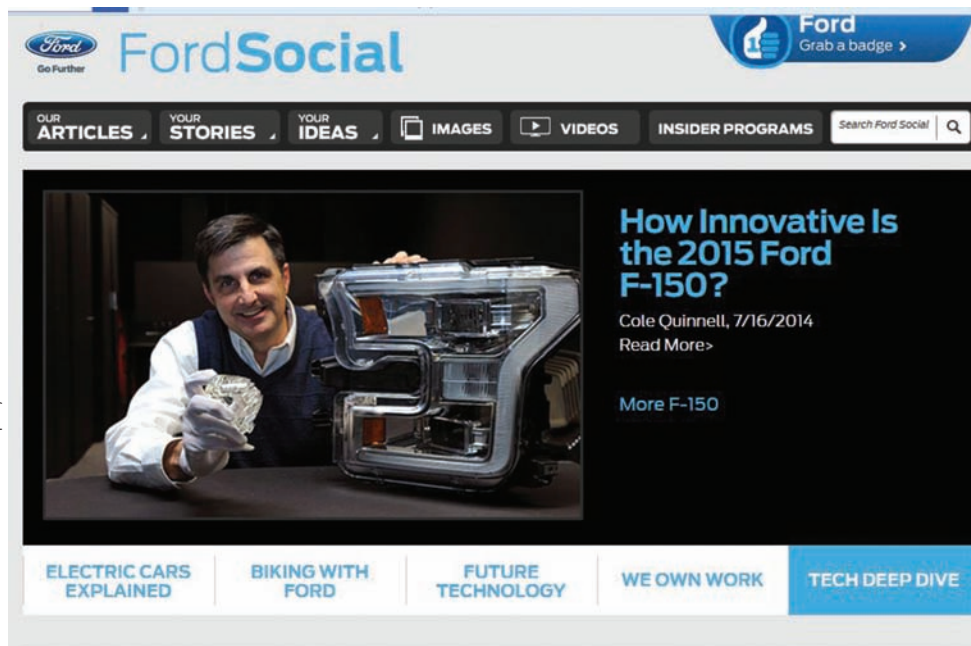 Ford
Go Further
FordSocial
1
Ford
Grab a badge >
OUR
ARTICLES
YOUR
STORIES
YOUR
IDEAS
IMAGES
VIDEOS
INSIDER PROGRAMS
Search Ford Social
How Innovative Is
the 2015 Ford
F-150?
Cole Quinnell, 7/16/2014
Read More>
More F-150
ELECTRIC CARS
EXPLAINED
BIKING WITH
FORD
FUTURE
TECHNOLOGY
WE OWN WORK
TECH DEEP DIVE